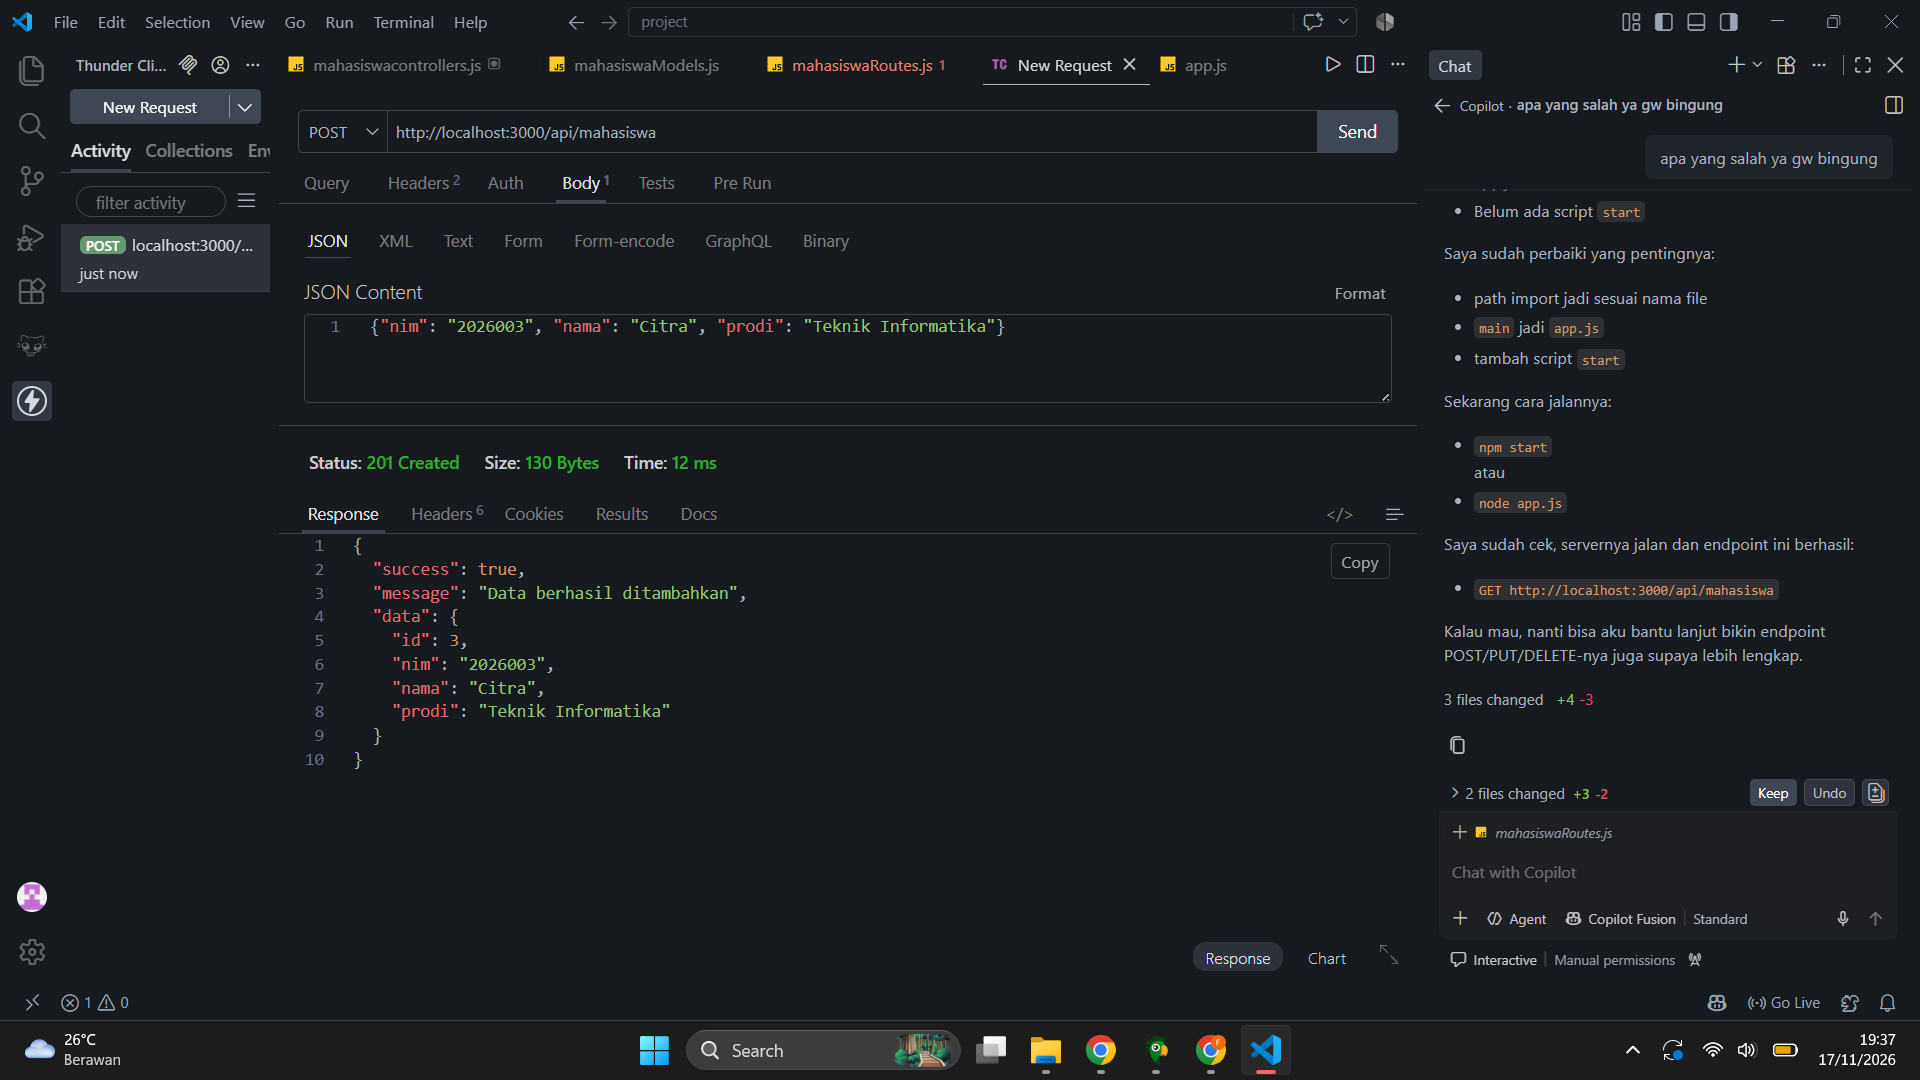 File Edit Selection View Go Run Terminal Help
project
Thunder Cli...
mahasiswacontrollers.js
mahasiswaModels.js
mahasiswaRoutes.js 1
TC New Request
app.js
New Request
Activity Collections Env
filter activity
POST localhost:3000/...
just now
POST http://localhost:3000/api/mahasiswa Send
Query Headers 2 Auth Body 1 Tests Pre Run
JSON XML Text Form Form-encode GraphQL Binary
JSON Content Format
1 {"nim": "2026003", "nama": "Citra", "prodi": "Teknik Informatika"}
Status: 201 Created Size: 130 Bytes Time: 12 ms
Response Headers 6 Cookies Results Docs </>
Copy
1 {
2 "success": true,
3 "message": "Data berhasil ditambahkan",
4 "data": {
5 "id": 3,
6 "nim": "2026003",
7 "nama": "Citra",
8 "prodi": "Teknik Informatika"
9 }
10 }
Response Chart
Chat
Copilot · apa yang salah ya gw bingung
apa yang salah ya gw bingung
• Belum ada script start
Saya sudah perbaiki yang pentingnya:
• path import jadi sesuai nama file
• main jadi app.js
• tambah script start
Sekarang cara jalannya:
• npm start
atau
• node app.js
Saya sudah cek, servernya jalan dan endpoint ini berhasil:
• GET http://localhost:3000/api/mahasiswa
Kalau mau, nanti bisa aku bantu lanjut bikin endpoint
POST/PUT/DELETE-nya juga supaya lebih lengkap.
3 files changed +4 -3
2 files changed +3 -2 Keep Undo
mahasiswaRoutes.js
Chat with Copilot
Agent Copilot Fusion Standard
Interactive Manual permissions
1 0
Go Live
26°C
Berawan
Search
19:37
17/11/2026